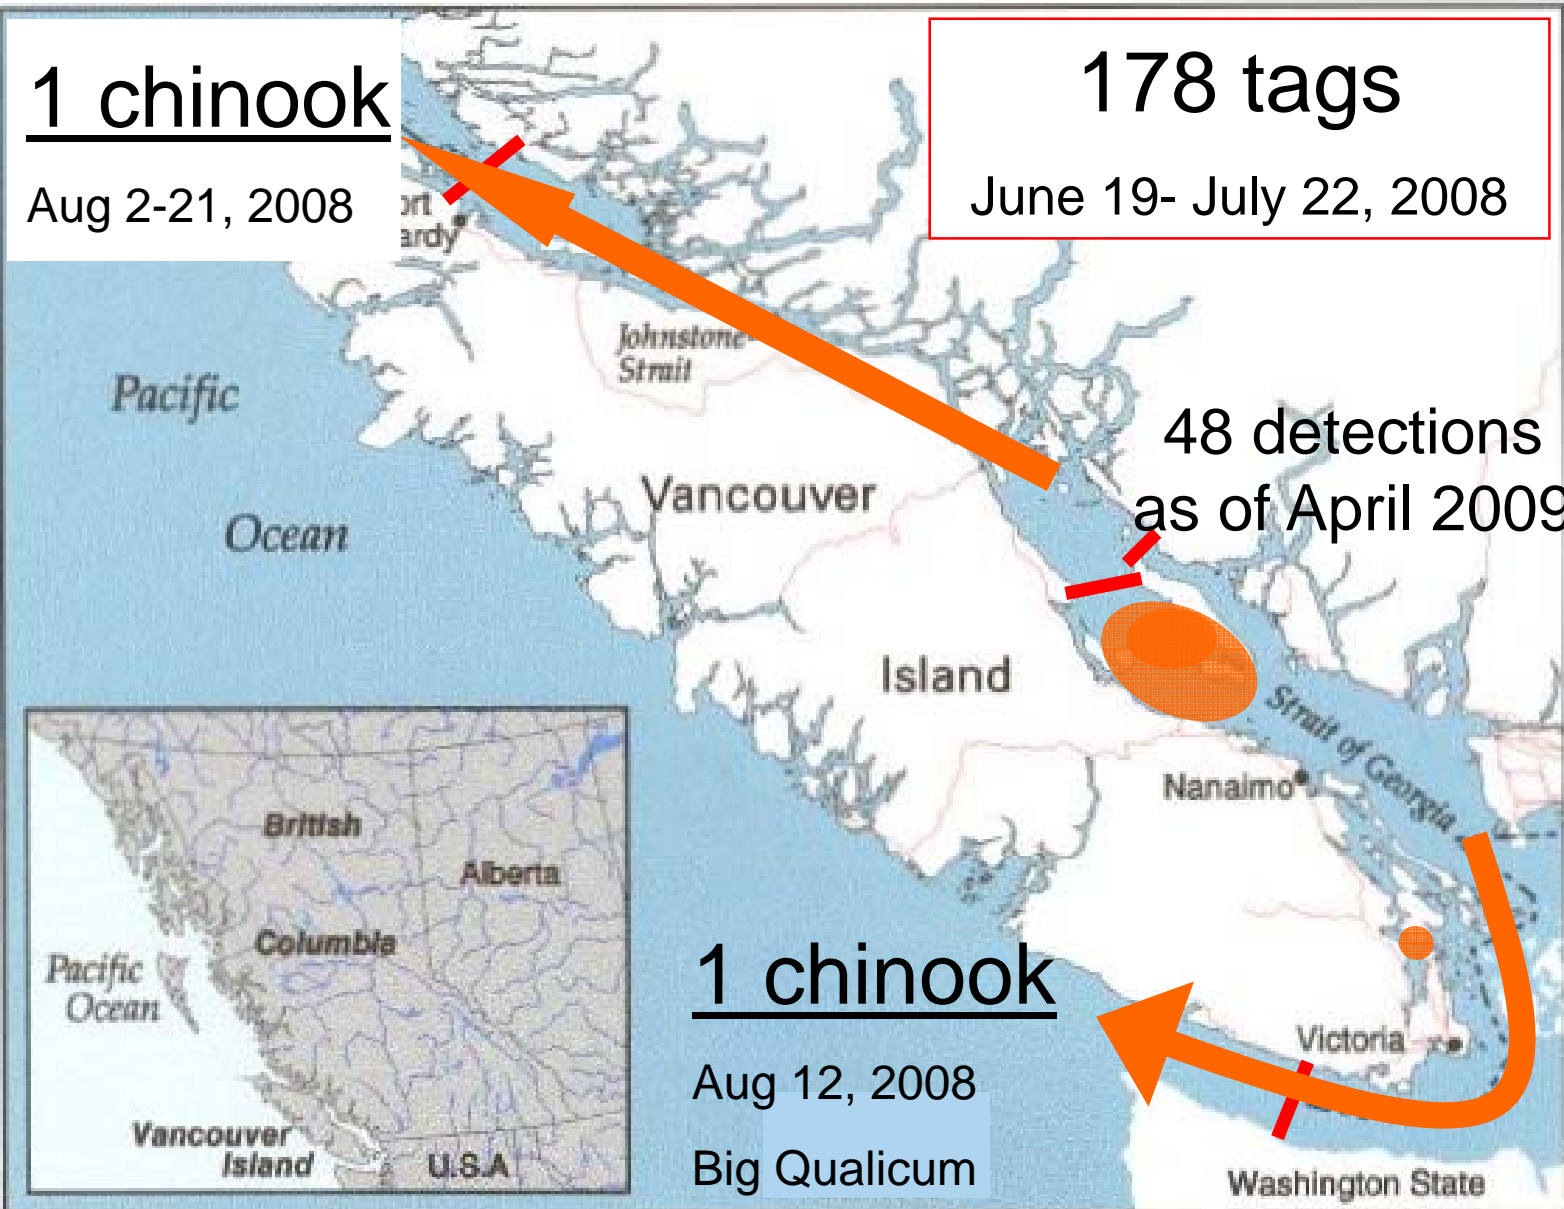 1 chinook
Aug 2-21, 2008
178 tags
June 19- July 22, 2008
ort
ardy
Johnstone
Strait
Pacific
Ocean
48 detections
as of April 2009
Vancouver
Island
Strait of Georgia
Nanaimo
British
Columbia
Alberta
Pacific
Ocean
Vancouver
Island
U.S.A
1 chinook
Aug 12, 2008
Big Qualicum
Victoria
Washington State